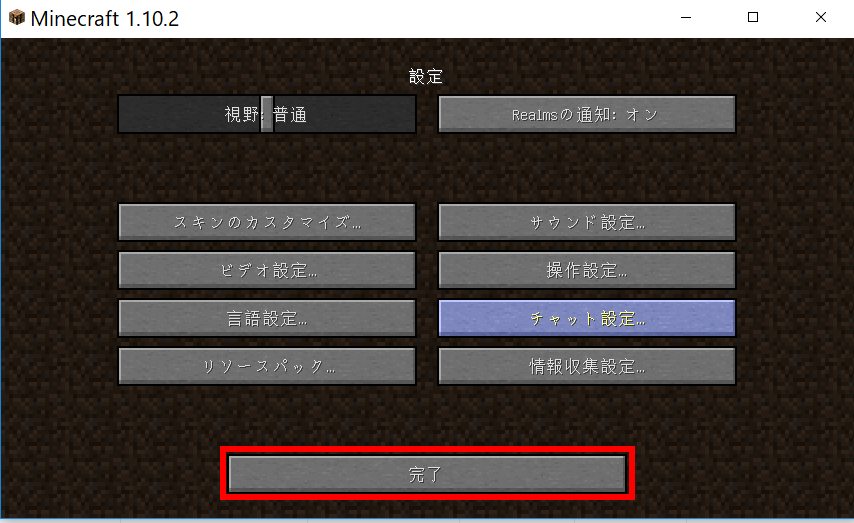 Minecraft 1.10.2
設定
視野: 普通
Realmsの通知: オン
スキンのカスタマイズ...
サウンド設定...
ビデオ設定...
操作設定...
言語設定...
チャット設定...
リソースパック...
情報収集設定...
完了